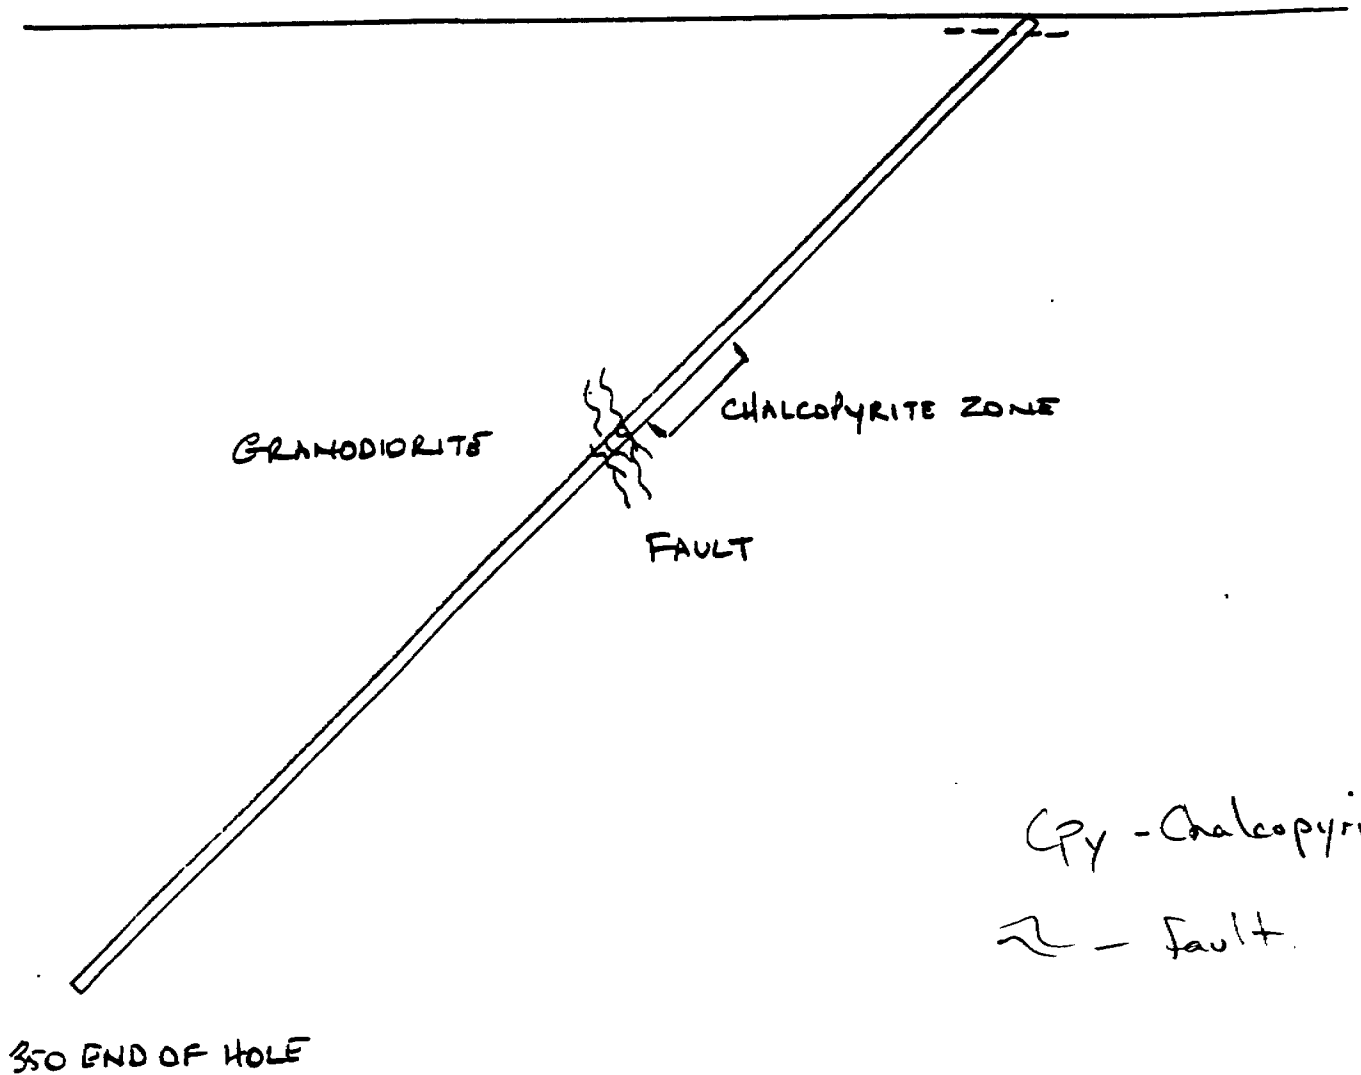 CHALCOPYRITE ZONE
GRANODIORITE
FAULT
CPy - Chalcopyri
- Fault.
350 END OF HOLE